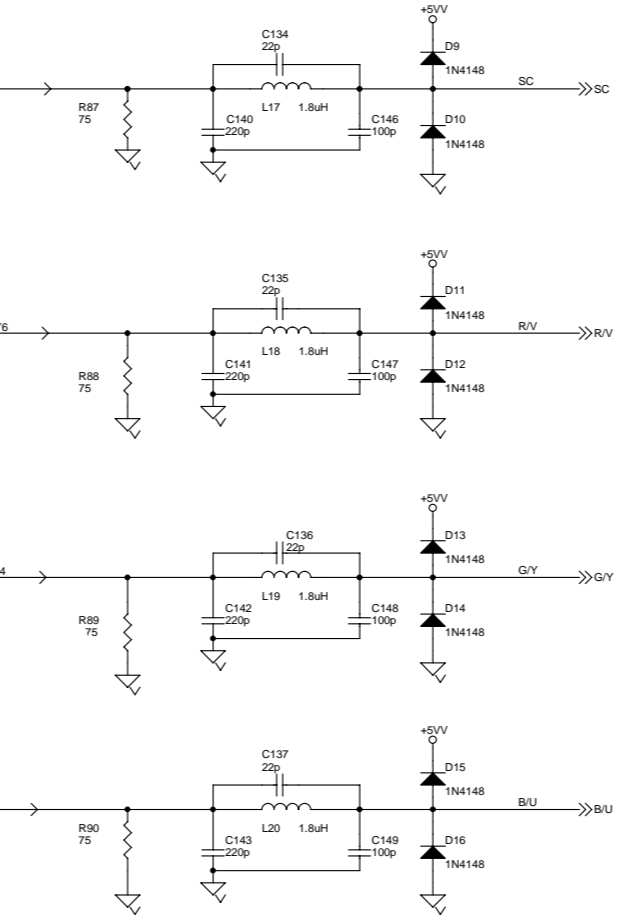 +5VV
C134
22p
D9
1N4148
SC
SC
R87
75
L17 1.8uH
C140
220p
C146
100p
D10
1N4148
+5VV
C135
22p
D11
1N4148
R/V
R/V
L18 1.8uH
R88
75
C141
220p
C147
100p
D12
1N4148
+5VV
C136
22p
D13
1N4148
4
G/Y
G/Y
L19 1.8uH
R89
75
C142
220p
C148
100p
D14
1N4148
+5VV
C137
22p
D15
1N4148
B/U
B/U
R90
75
L20 1.8uH
C143
220p
C149
100p
D16
1N4148